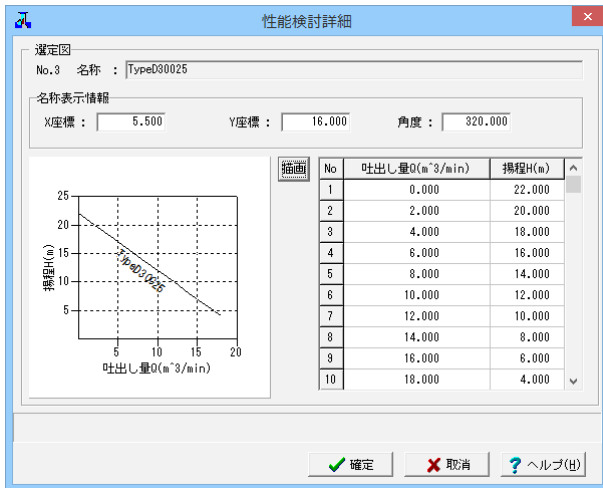 性能検討詳細
選定図
No.3 名称 : TypeD30025
名称表示情報
X座標 : 5.500 Y座標 : 16.000 角度 : 320.000
描画
25
20
15
10
5
揚程H(m)
TypeD30025
5 10 15 20
吐出し量Q(m^3/min)
No 吐出し量Q(m^3/min) 揚程H(m)
1 0.000 22.000
2 2.000 20.000
3 4.000 18.000
4 6.000 16.000
5 8.000 14.000
6 10.000 12.000
7 12.000 10.000
8 14.000 8.000
9 16.000 6.000
10 18.000 4.000
確定 取消 ヘルプ(H)